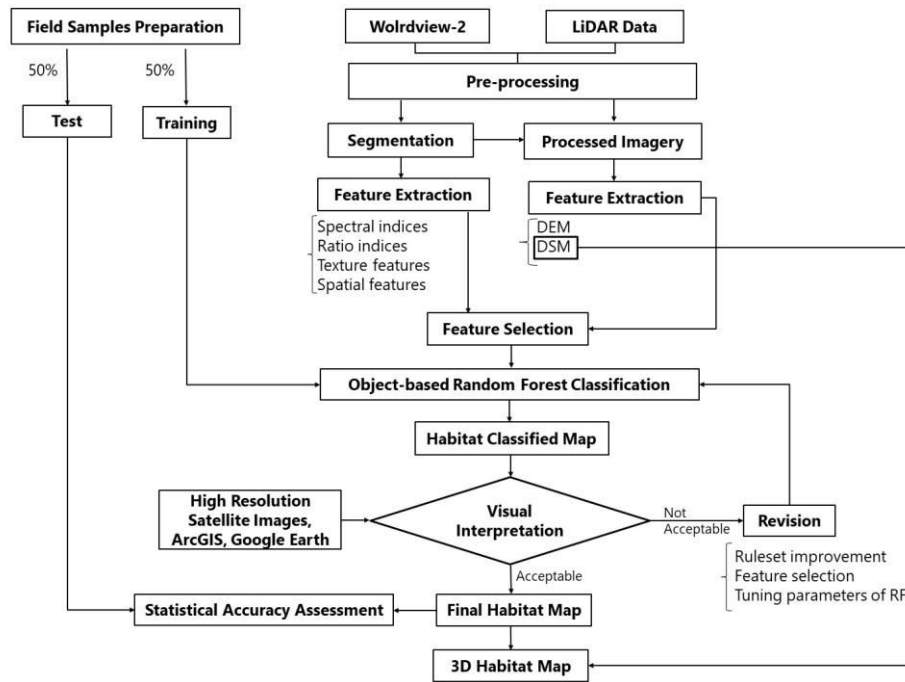 Field Samples Preparation
Wolrdview-2
LiDAR Data
50%
50%
Pre-processing
Test
Training
Segmentation
Processed Imagery
Feature Extraction
Feature Extraction
Spectral indices
Ratio indices
Texture features
Spatial features
DEM
DSM
Feature Selection
Object-based Random Forest Classification
Habitat Classified Map
High Resolution
Satellite Images,
ArcGIS, Google Earth
Visual
Interpretation
Not
Acceptable
Revision
Ruleset improvement
Feature selection
Tuning parameters of RF
Acceptable
Statistical Accuracy Assessment
Final Habitat Map
3D Habitat Map